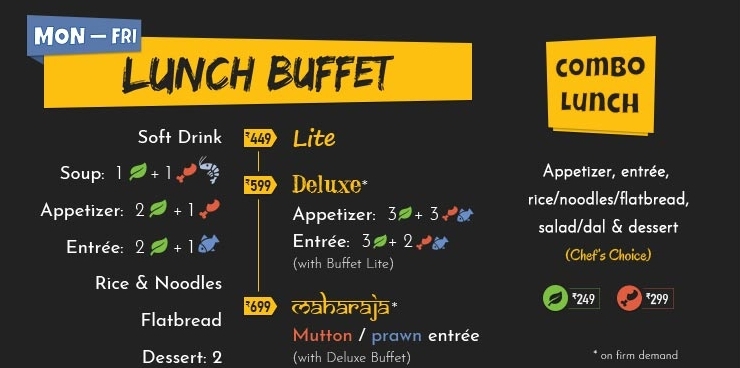 MON — FRI
LUNCH BUFFET
Soft Drink
Soup: 1 + 1
Appetizer: 2 + 1
Entrée: 2 + 1
Rice & Noodles
Flatbread
Dessert: 2
₹449 Lite
₹599 Deluxe*
Appetizer: 3 + 3
Entrée: 3 + 2
(with Buffet Lite)
₹699 maharaja*
Mutton / prawn entrée
(with Deluxe Buffet)
COMBO
LUNCH
Appetizer, entrée,
rice/noodles/flatbread,
salad/dal & dessert
(Chef's Choice)
₹249 ₹299
* on firm demand